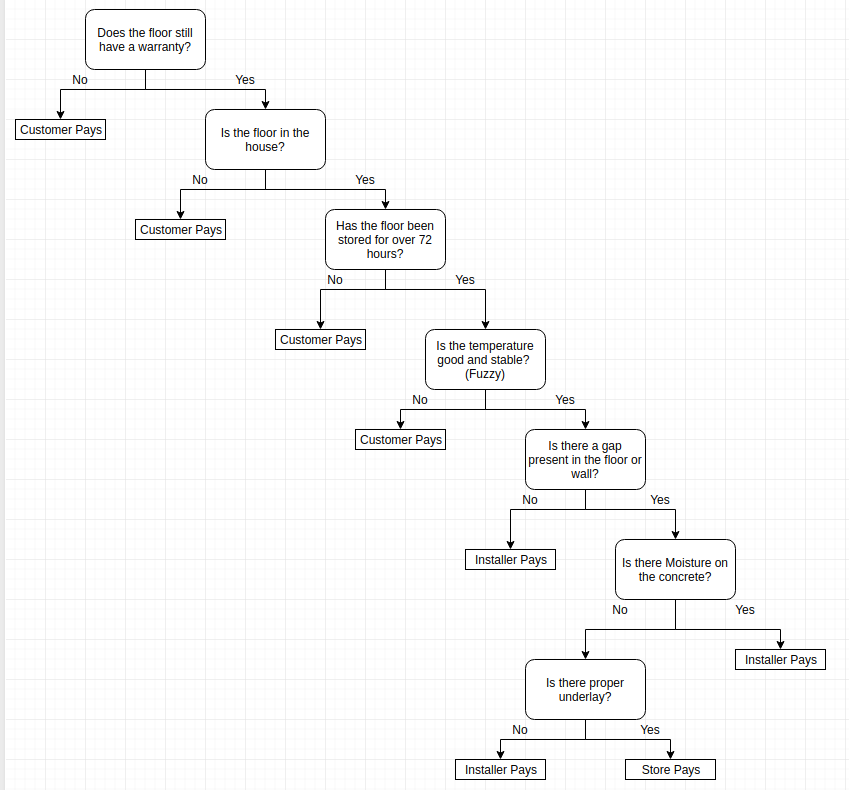 Does the floor still
have a warranty?
No
Yes
Customer Pays
Is the floor in the
house?
No
Yes
Customer Pays
Has the floor been
stored for over 72
hours?
No
Yes
Customer Pays
Is the temperature
good and stable?
(Fuzzy)
No
Yes
Customer Pays
Is there a gap
present in the floor or
wall?
No
Yes
Installer Pays
Is there Moisture on
the concrete?
No
Yes
Installer Pays
Is there proper
underlay?
No
Yes
Installer Pays
Store Pays